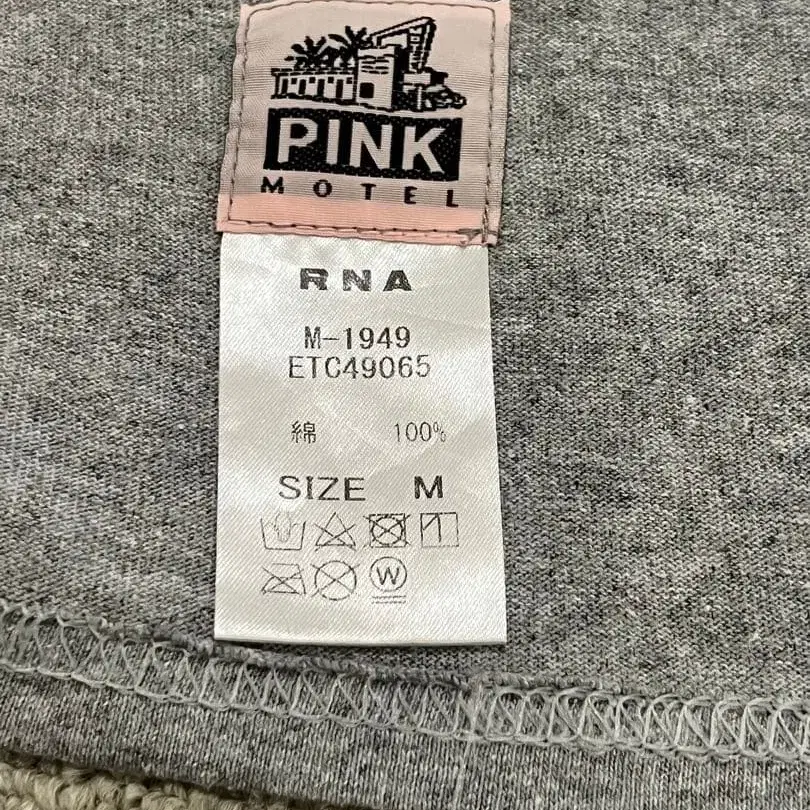 PINK
MOTEL
RNA
M-1949
ETC49065
綿 100%
SIZE M
W